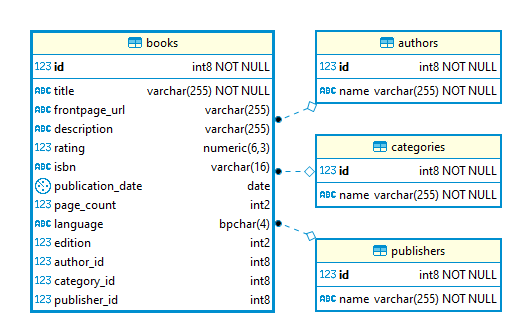 books
123 id int8 NOT NULL
ABC title varchar(255) NOT NULL
ABC frontpage_url varchar(255)
ABC description varchar(255)
123 rating numeric(6,3)
ABC isbn varchar(16)
publication_date date
123 page_count int2
ABC language bpchar(4)
123 edition int2
123 author_id int8
123 category_id int8
123 publisher_id int8
authors
123 id int8 NOT NULL
ABC name varchar(255) NOT NULL
categories
123 id int8 NOT NULL
ABC name varchar(255) NOT NULL
publishers
123 id int8 NOT NULL
ABC name varchar(255) NOT NULL